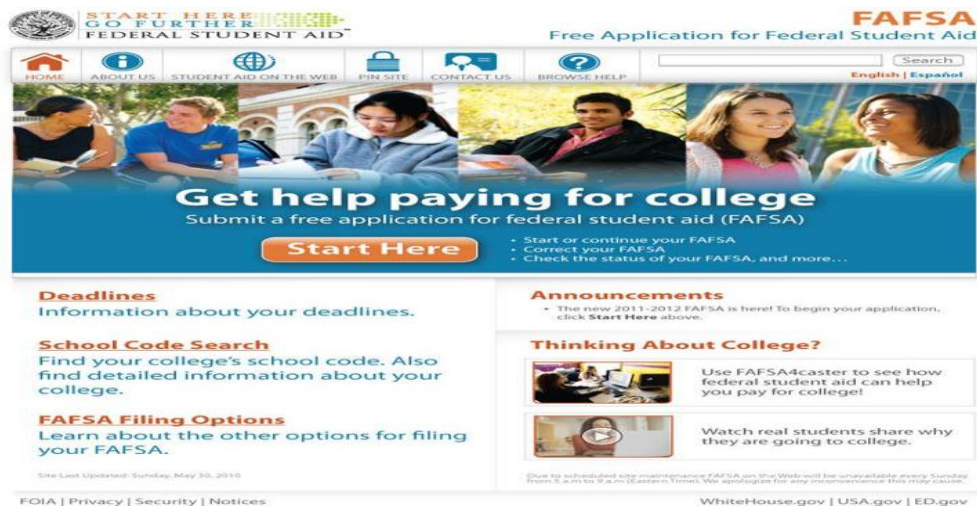 START HERE
GO FURTHER
FEDERAL STUDENT AID
FAFSA
Free Application for Federal Student Aid
HOME
ABOUT US
STUDENT AID ON THE WEB
PIN SITE
CONTACT US
BROWSE HELP
Search
English | Español
Get help paying for college
Submit a free application for federal student aid (FAFSA)
Start Here
• Start or continue your FAFSA
• Correct your FAFSA
• Check the status of your FAFSA, and more...
Deadlines
Information about your deadlines.
School Code Search
Find your college's school code. Also
find detailed information about your
college.
FAFSA Filing Options
Learn about the other options for filing
your FAFSA.
Site Last Updated: Sunday, May 30, 2010
Announcements
• The new 2011-2012 FAFSA is here! To begin your application,
click Start Here above.
Thinking About College?
Use FAFSA4caster to see how
federal student aid can help
you pay for college!
Watch real students share why
they are going to college.
Due to scheduled site maintenance FAFSA on the Web will be unavailable every Sunday
from 5 a.m to 9 a.m (Eastern Time). We apologize for any inconvenience this may cause.
FOIA | Privacy | Security | Notices
WhiteHouse.gov | USA.gov | ED.gov